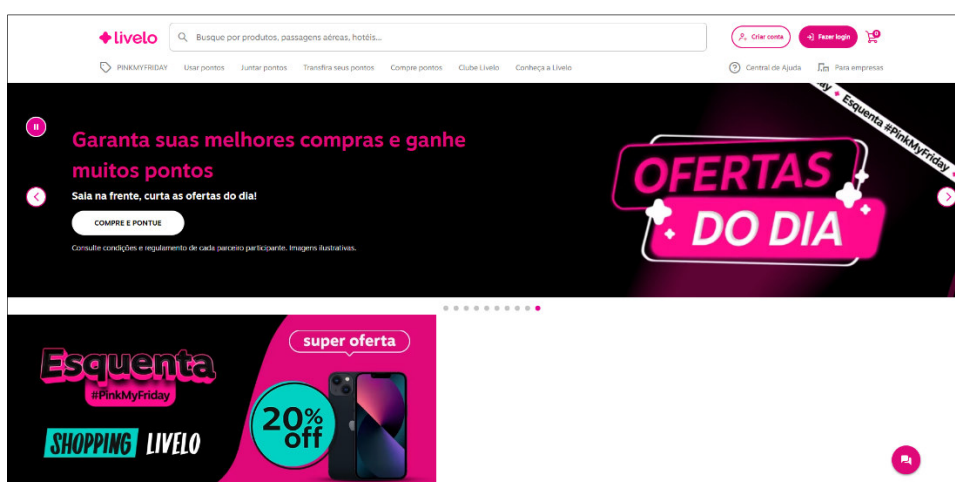 livelo
Busque por produtos, passagens aéreas, hotéis...
Criar conta
Fazer login
0
PINKMYFRIDAY
Usar pontos
Juntar pontos
Transfira seus pontos
Compre pontos
Clube Livelo
Conheça a Livelo
Central de Ajuda
Para empresas
Garanta suas melhores compras e ganhe
muitos pontos
Saia na frente, curta as ofertas do dia!
COMPRE E PONTUE
Consulte condições e regulamento de cada parceiro participante. Imagens ilustrativas.
ay Esquenta #PinkMyFriday
OFERTAS
DO DIA
Esquenta
#PinkMyFriday
SHOPPING LIVELO
super oferta
20%
off